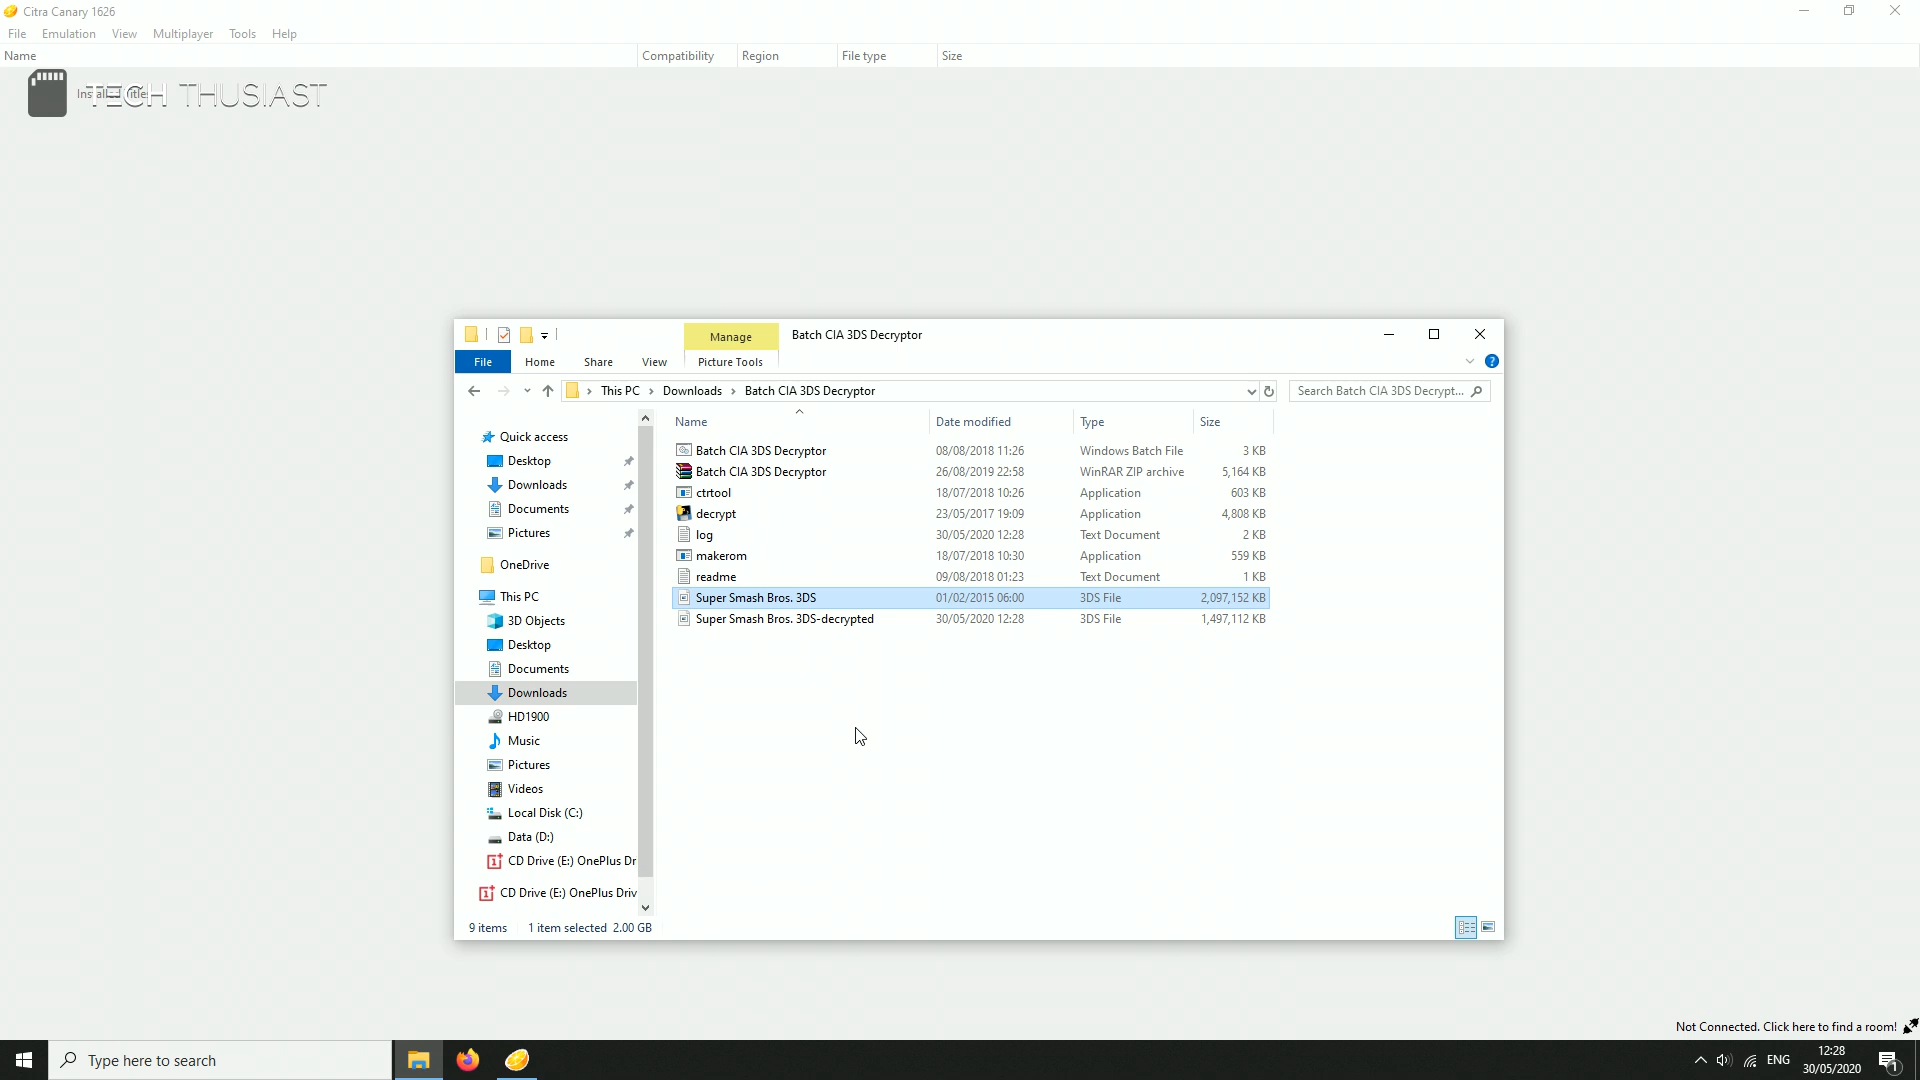 Citra Canary 1626
File Emulation View Multiplayer Tools Help
Name Compatibility Region File type Size
TECH THUSIAST
Manage Batch CIA 3DS Decryptor
File Home Share View Picture Tools
This PC Downloads Batch CIA 3DS Decryptor Search Batch CIA 3DS Decrypt...
Name Date modified Type Size
Quick access
Desktop
Downloads
Documents
Pictures
OneDrive
This PC
3D Objects
Desktop
Documents
Downloads
HD1900
Music
Pictures
Videos
Local Disk (C:)
Data (D:)
CD Drive (E:) OnePlus Dr
CD Drive (E:) OnePlus Driv
Batch CIA 3DS Decryptor 08/08/2018 11:26 Windows Batch File 3 KB
Batch CIA 3DS Decryptor 26/08/2019 22:58 WinRAR ZIP archive 5,164 KB
ctrtool 18/07/2018 10:26 Application 603 KB
decrypt 23/05/2017 19:09 Application 4,808 KB
log 30/05/2020 12:28 Text Document 2 KB
makerom 18/07/2018 10:30 Application 559 KB
readme 09/08/2018 01:23 Text Document 1 KB
Super Smash Bros. 3DS 01/02/2015 06:00 3DS File 2,097,152 KB
Super Smash Bros. 3DS-decrypted 30/05/2020 12:28 3DS File 1,497,112 KB
9 items 1 item selected 2.00 GB
Not Connected. Click here to find a room!
Type here to search
ENG
12:28
30/05/2020
1